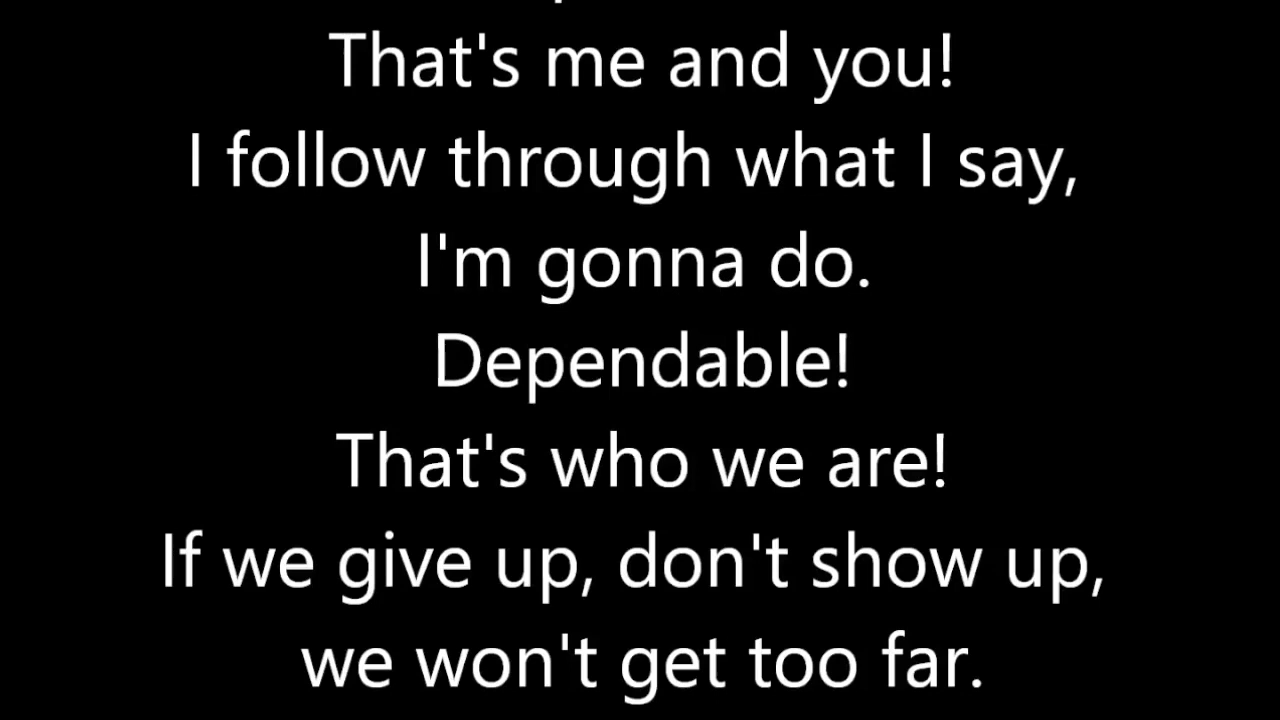 That's me and you!
I follow through what I say,
I'm gonna do.
Dependable!
That's who we are!
If we give up, don't show up,
we won't get too far.